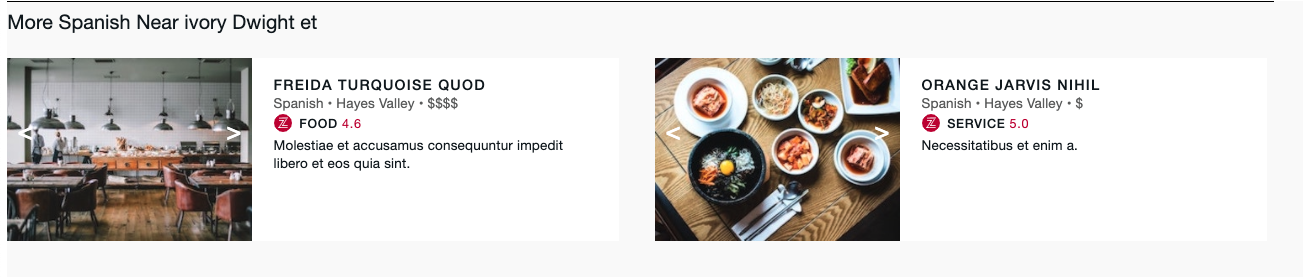 More Spanish Near ivory Dwight et
< >
FREIDA TURQUOISE QUOD
Spanish • Hayes Valley • $$$$
Z FOOD 4.6
Molestiae et accusamus consequuntur impedit
libero et eos quia sint.
< >
ORANGE JARVIS NIHIL
Spanish • Hayes Valley • $
Z SERVICE 5.0
Necessitatibus et enim a.